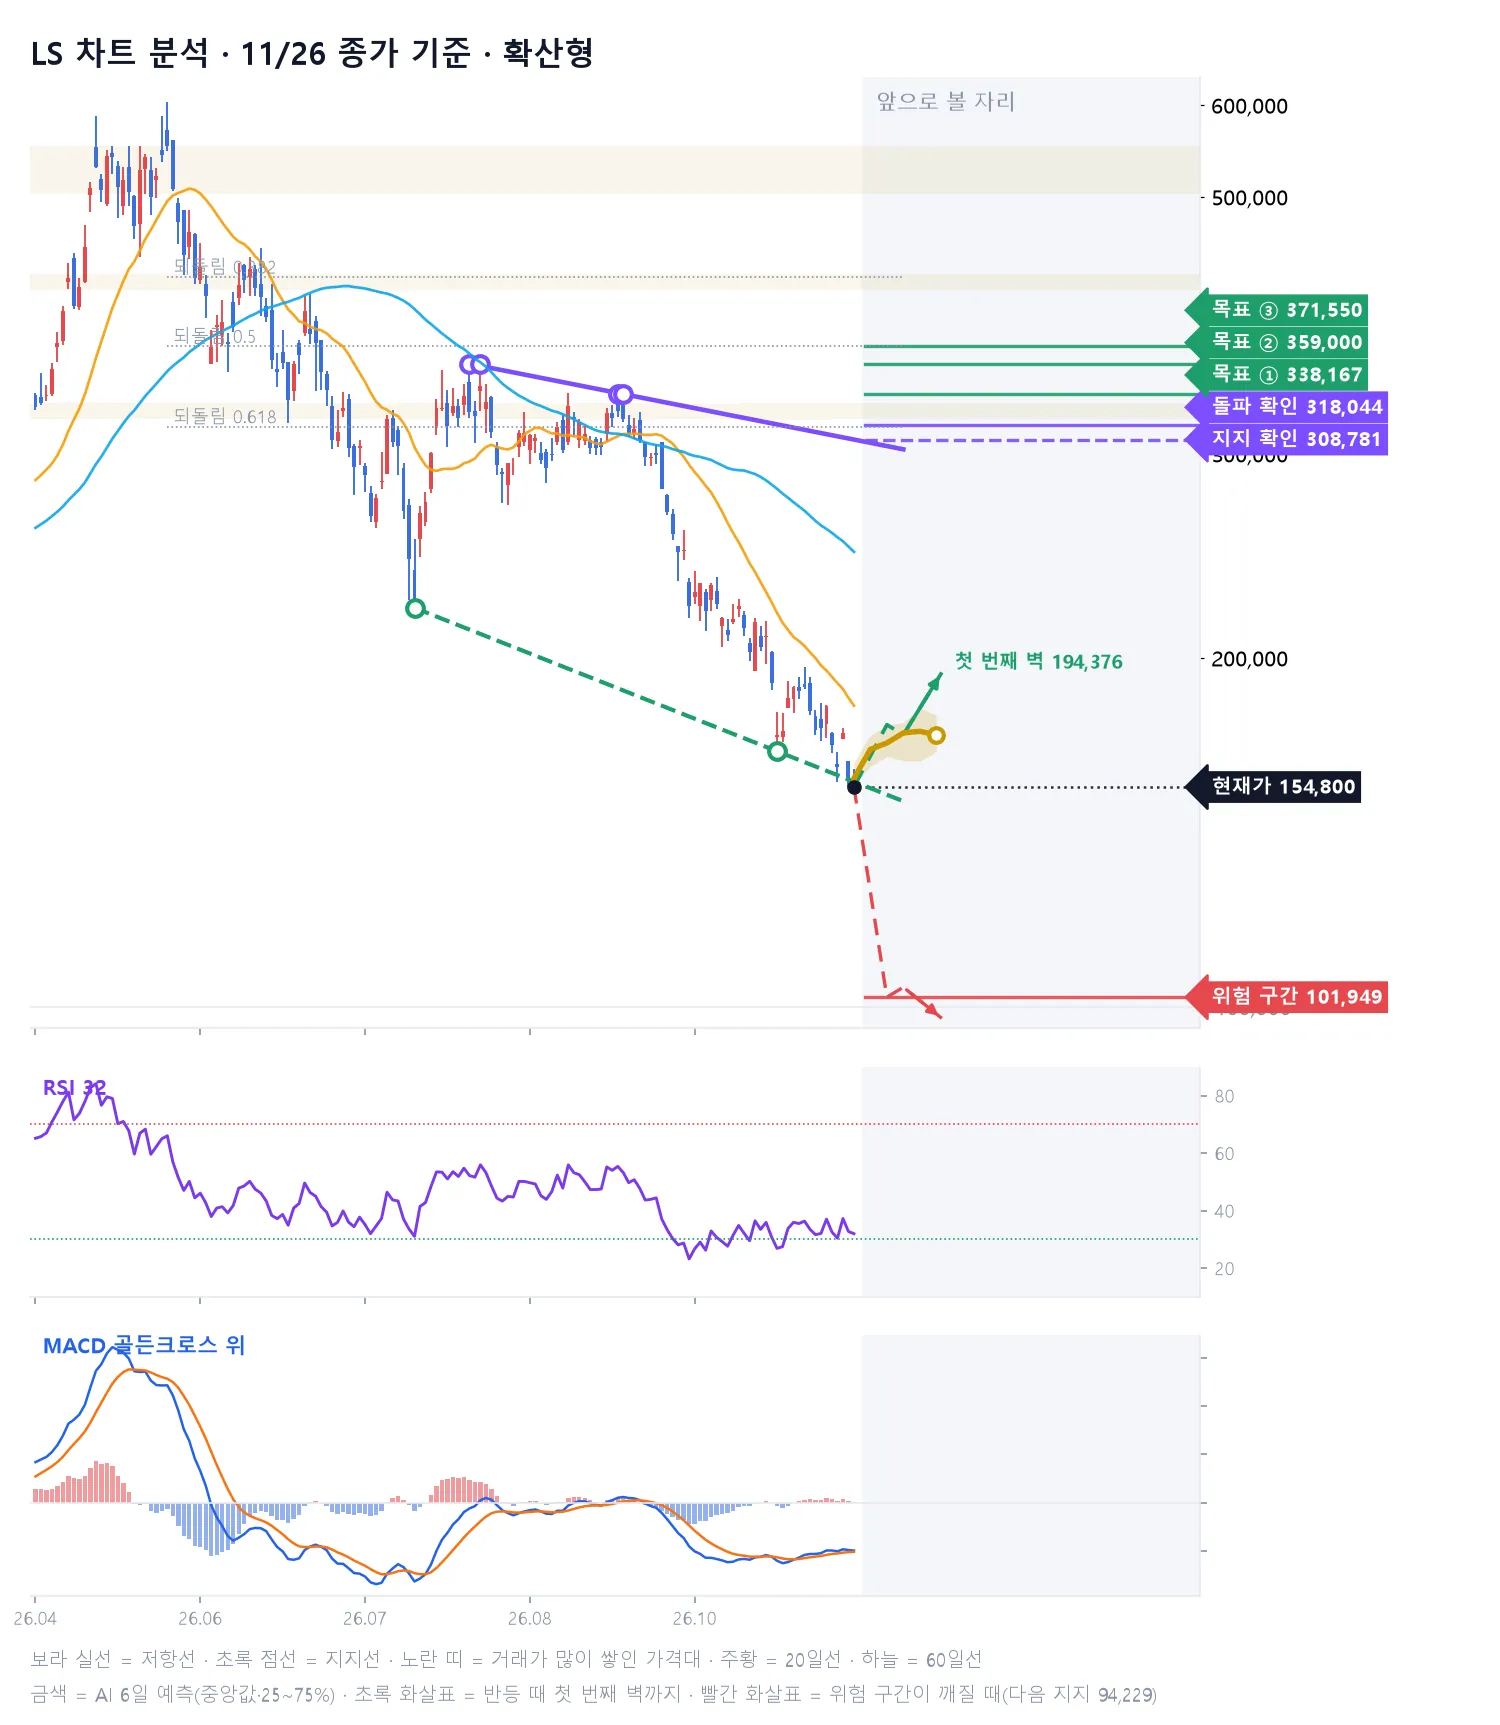 LS 차트 분석 · 11/26 종가 기준 · 확산형
앞으로 볼 자리
600,000
500,000
되돌림 0.382
목표 ③ 371,550
되돌림 0.5
목표 ② 359,000
목표 ① 338,167
돌파 확인 318,044
되돌림 0.618
지지 확인 308,781
300,000
첫 번째 벽 194,376
200,000
현재가 154,800
위험 구간 101,949
RSI 32
80
60
40
20
MACD 골든크로스 위
26.04 26.06 26.07 26.08 26.10
보라 실선 = 저항선 · 초록 점선 = 지지선 · 노란 띠 = 거래가 많이 쌓인 가격대 · 주황 = 20일선 · 하늘 = 60일선
금색 = AI 6일 예측(중앙값·25~75%) · 초록 화살표 = 반등 때 첫 번째 벽까지 · 빨간 화살표 = 위험 구간이 깨질 때(다음 지지 94,229)